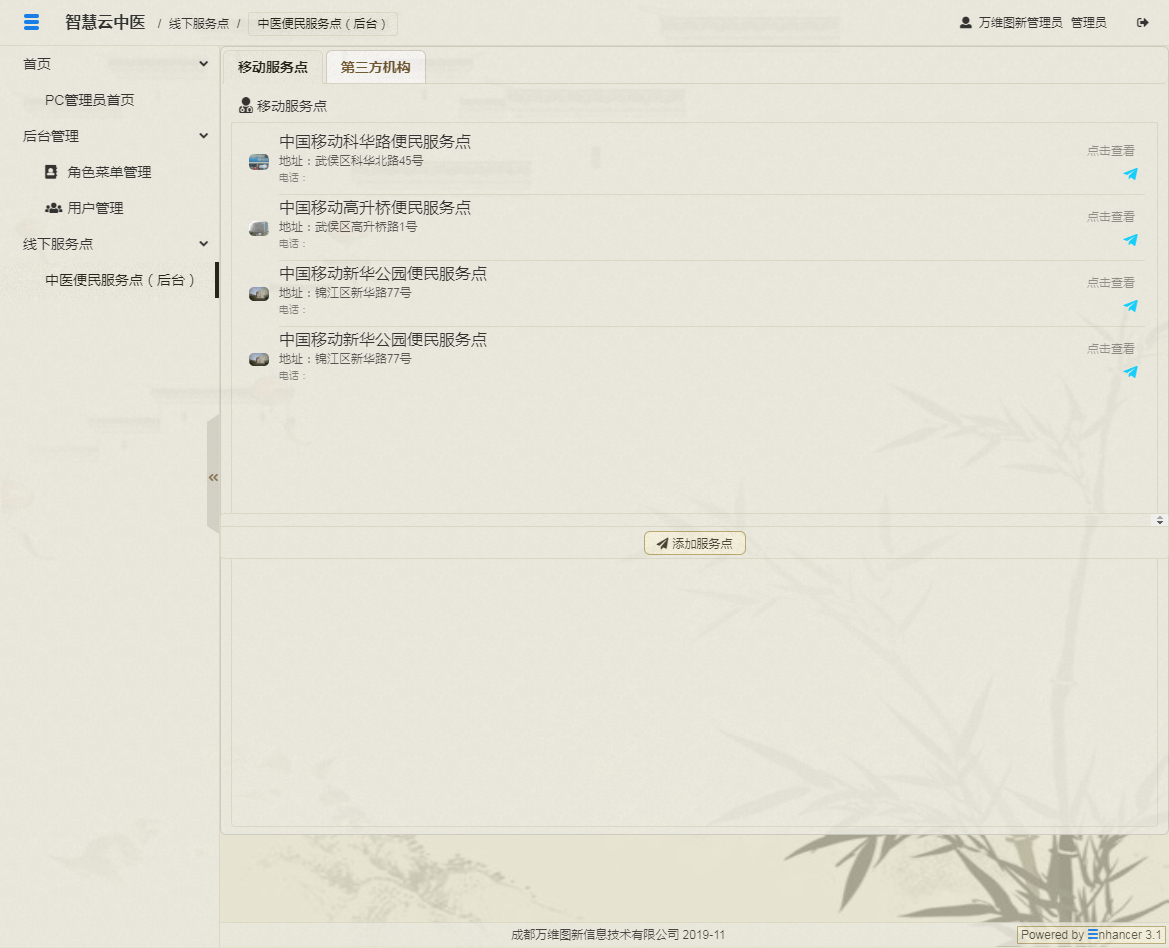 智慧云中医 / 线下服务点 / 中医便民服务点（后台）
万维图新管理员 管理员
首页
PC管理员首页
后台管理
角色菜单管理
用户管理
线下服务点
中医便民服务点（后台）
移动服务点
第三方机构
移动服务点
中国移动科华路便民服务点
地址：武侯区科华北路45号
电话：
点击查看
中国移动高升桥便民服务点
地址：武侯区高升桥路1号
电话：
点击查看
中国移动新华公园便民服务点
地址：锦江区新华路77号
电话：
点击查看
中国移动新华公园便民服务点
地址：锦江区新华路77号
电话：
点击查看
«
添加服务点
成都万维图新信息技术有限公司 2019-11
Powered by Enhancer 3.1